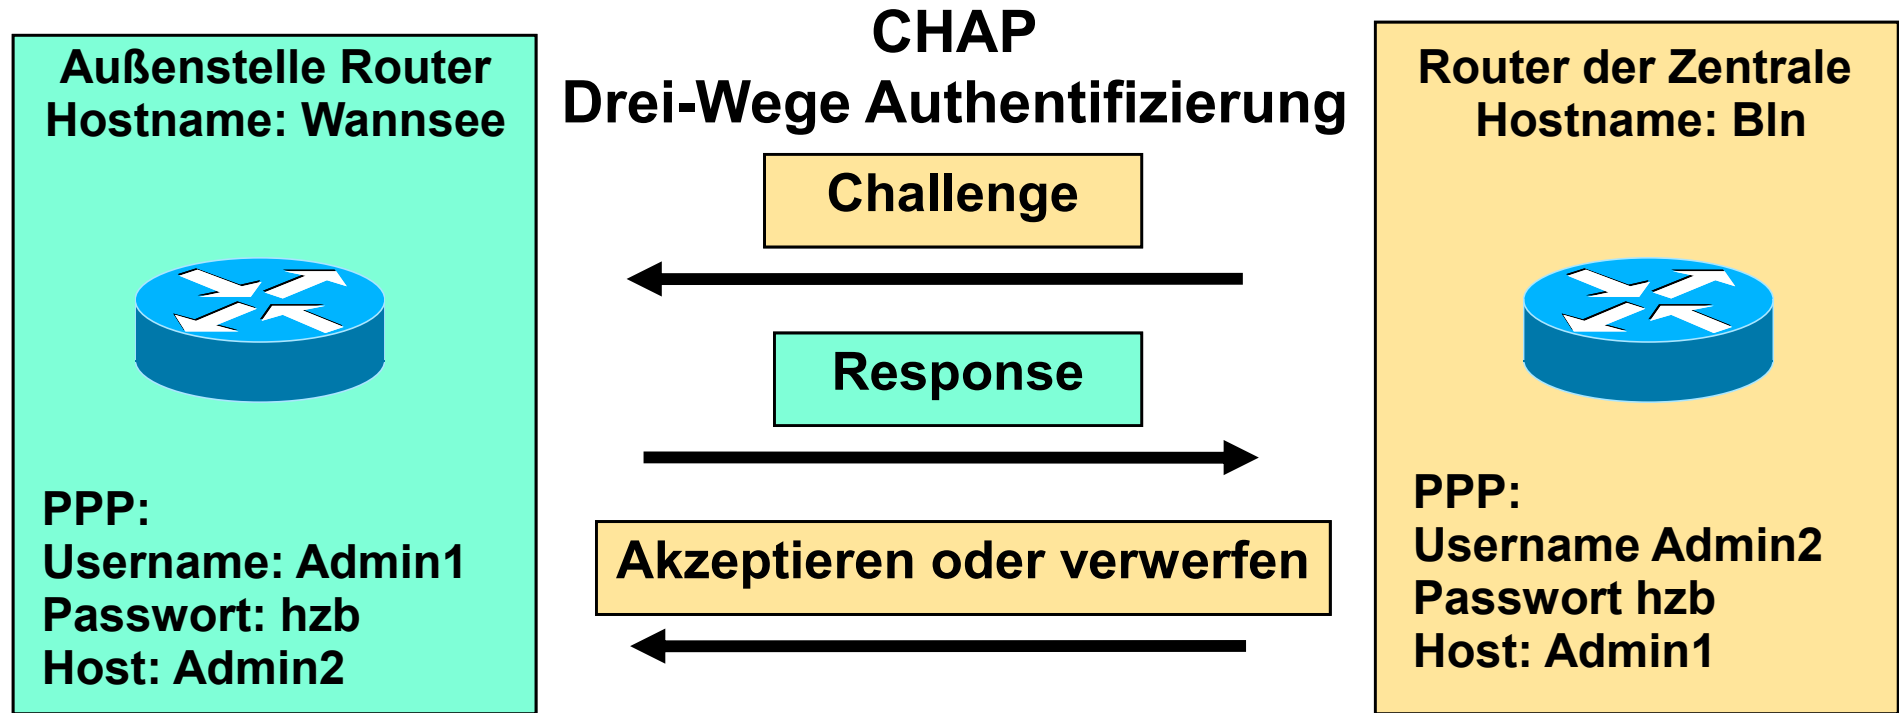 CHAP
Drei-Wege Authentifizierung
Außenstelle Router
Hostname: Wannsee
PPP:
Username: Admin1
Passwort: hzb
Host: Admin2
Challenge
Response
Akzeptieren oder verwerfen
Router der Zentrale
Hostname: Bln
PPP:
Username Admin2
Passwort hzb
Host: Admin1